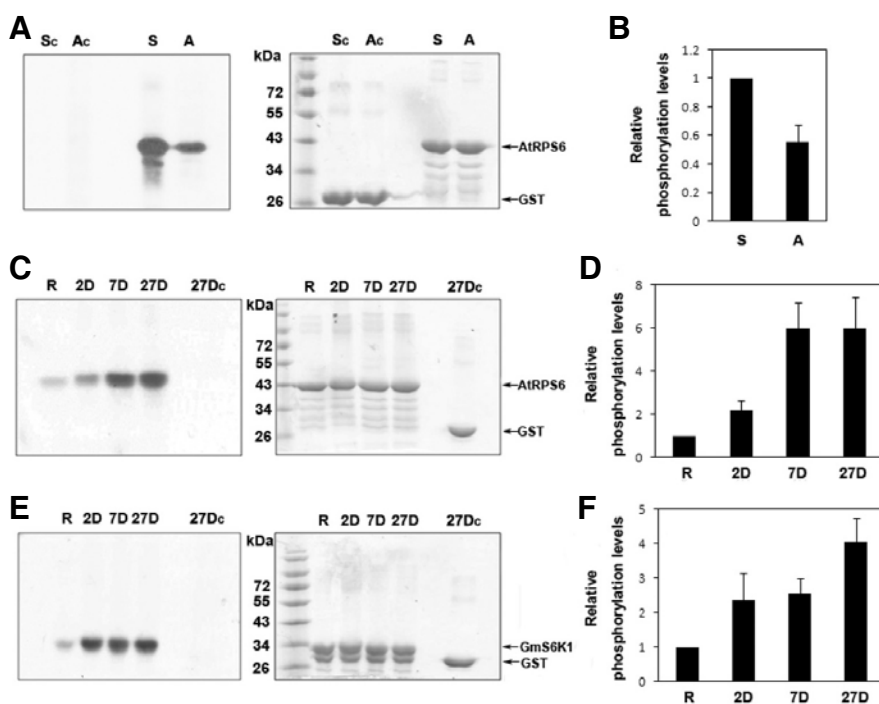 A
Sc Ac S A
kDa
Sc Ac S A
72
55
43
34
26
AtRPS6
GST
B
Relative
phosphorylation levels
1.2
1
0.8
0.6
0.4
0.2
0
S A
C
R 2D 7D 27D 27Dc
kDa
R 2D 7D 27D 27Dc
72
55
43
34
26
AtRPS6
GST
D
Relative
phosphorylation levels
8
6
4
2
0
R 2D 7D 27D
E
R 2D 7D 27D 27Dc
kDa
R 2D 7D 27D 27Dc
72
55
43
34
26
GmS6K1
GST
F
Relative
phosphorylation levels
5
4
3
2
1
0
R 2D 7D 27D